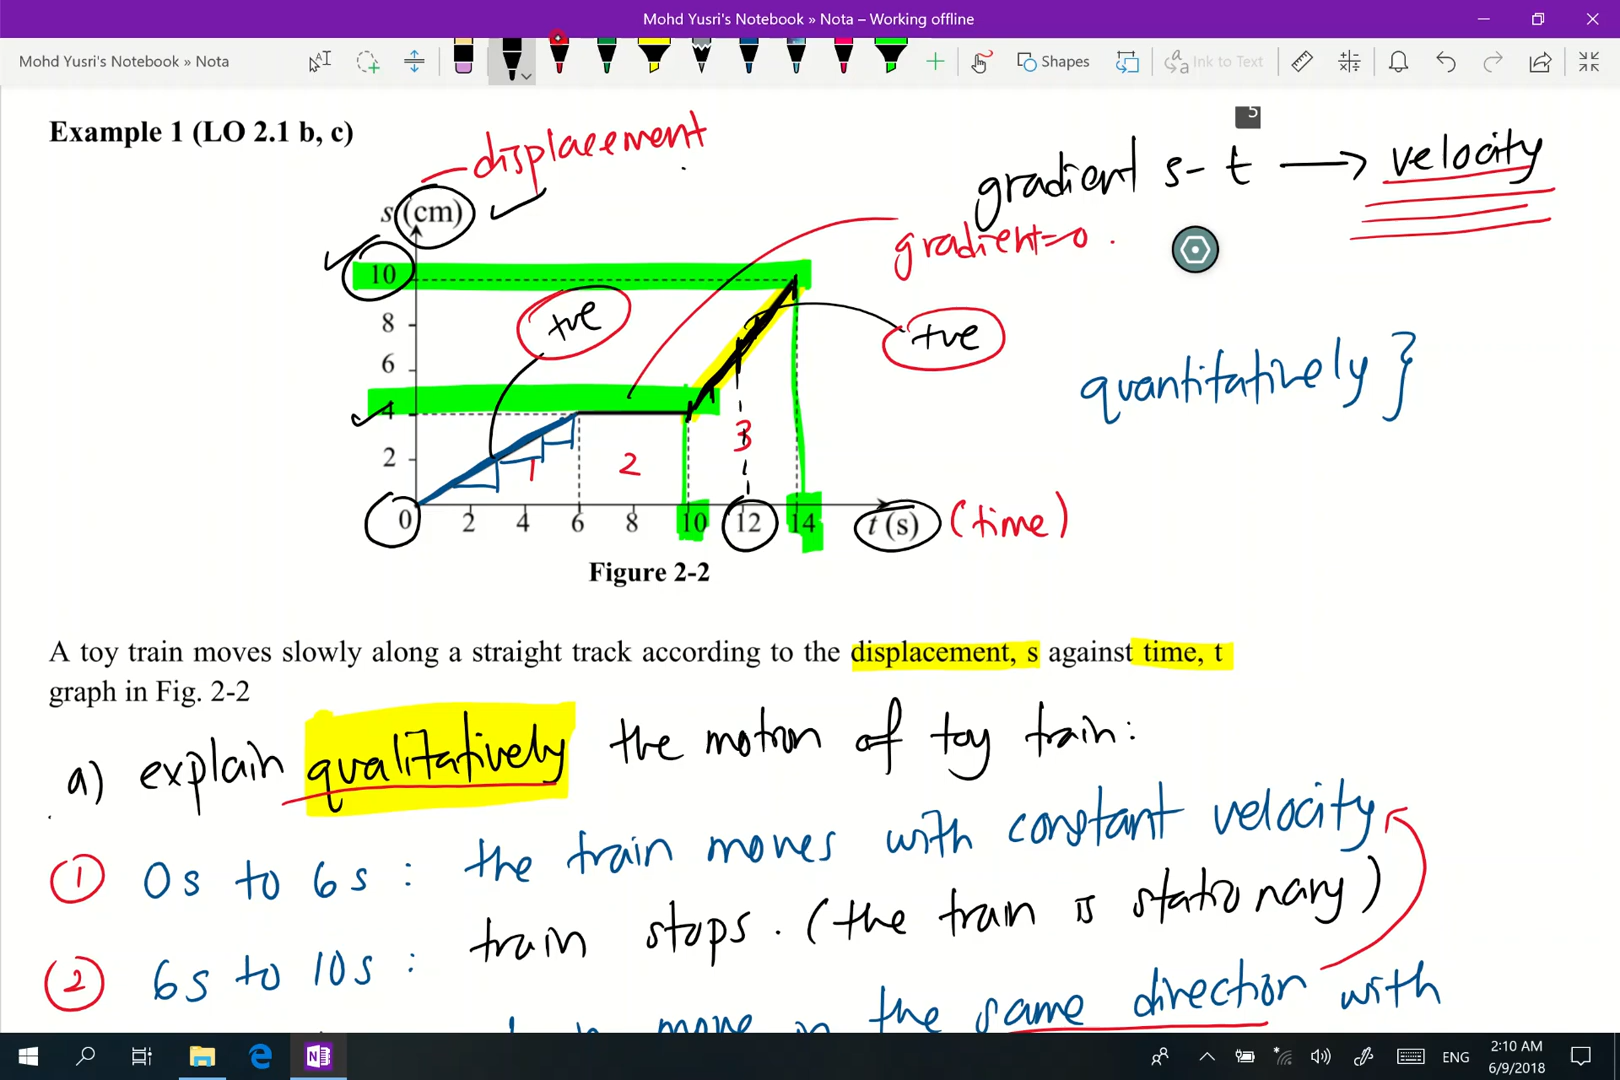 Mohd Yusri's Notebook » Nota – Working offline
Mohd Yusri's Notebook » Nota
Shapes
Ink to Text
5
Example 1 (LO 2.1 b, c)
displacement
gradient s-t → velocity
s (cm)
gradient=0.
10
8
+ve
+ve
6
quantitatively }
4
2
1
2
3
0
2
4
6
8
10
12
14
t (s)
(time)
Figure 2-2
A toy train moves slowly along a straight track according to the displacement, s against time, t
graph in Fig. 2-2
a) explain qualitatively the motion of toy train:
① 0s to 6s : the train moves with constant velocity
② 6s to 10s : train stops. (the train is stationary)
move in the same direction with
ENG
2:10 AM
6/9/2018